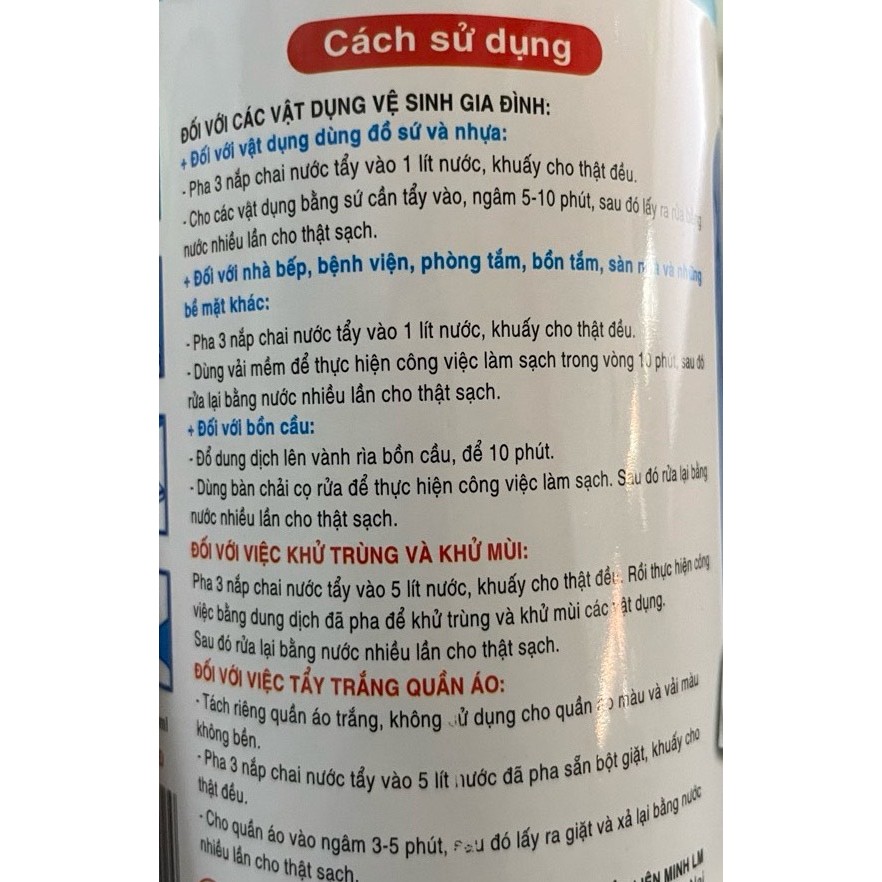 Cách sử dụng
ĐỐI VỚI CÁC VẬT DỤNG VỆ SINH GIA ĐÌNH:
+ Đối với vật dụng dùng đồ sứ và nhựa:
- Pha 3 nắp chai nước tẩy vào 1 lít nước, khuấy cho thật đều.
- Cho các vật dụng bằng sứ cần tẩy vào, ngâm 5-10 phút, sau đó lấy ra rửa bằng
nước nhiều lần cho thật sạch.
+ Đối với nhà bếp, bệnh viện, phòng tắm, bồn tắm, sàn nhà và những
bề mặt khác:
- Pha 3 nắp chai nước tẩy vào 1 lít nước, khuấy cho thật đều.
- Dùng vải mềm để thực hiện công việc làm sạch trong vòng 10 phút, sau đó
rửa lại bằng nước nhiều lần cho thật sạch.
+ Đối với bồn cầu:
- Đổ dung dịch lên vành rìa bồn cầu, để 10 phút.
- Dùng bàn chải cọ rửa để thực hiện công việc làm sạch. Sau đó rửa lại bằng
nước nhiều lần cho thật sạch.
ĐỐI VỚI VIỆC KHỬ TRÙNG VÀ KHỬ MÙI:
Pha 3 nắp chai nước tẩy vào 5 lít nước, khuấy cho thật đều. Rồi thực hiện công
việc bằng dung dịch đã pha để khử trùng và khử mùi các vật dụng.
Sau đó rửa lại bằng nước nhiều lần cho thật sạch.
ĐỐI VỚI VIỆC TẨY TRẮNG QUẦN ÁO:
- Tách riêng quần áo trắng, không sử dụng cho quần áo màu và vải màu
không bền.
- Pha 3 nắp chai nước tẩy vào 5 lít nước đã pha sẵn bột giặt, khuấy cho
thật đều.
- Cho quần áo vào ngâm 3-5 phút, sau đó lấy ra giặt và xả lại bằng nước
nhiều lần cho thật sạch.
MINH LM